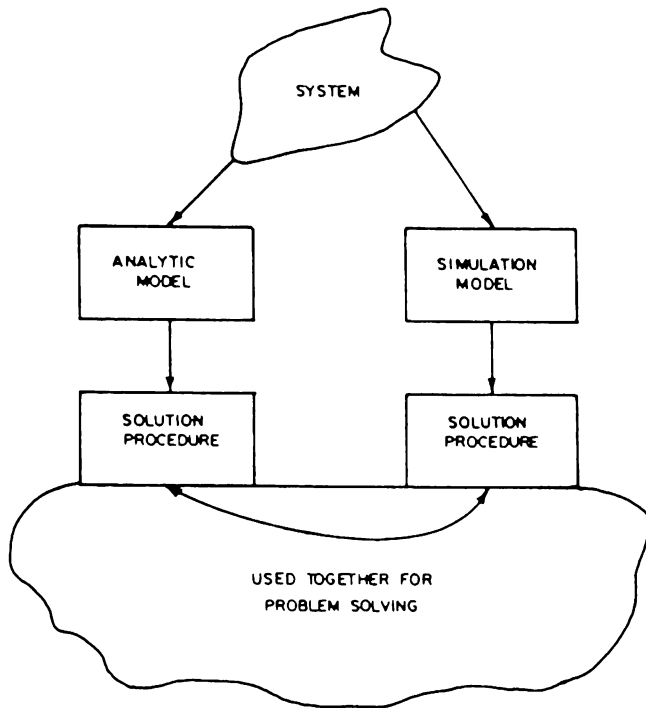 SYSTEM
ANALYTIC
MODEL
SIMULATION
MODEL
SOLUTION
PROCEDURE
SOLUTION
PROCEDURE
USED TOGETHER FOR
PROBLEM SOLVING